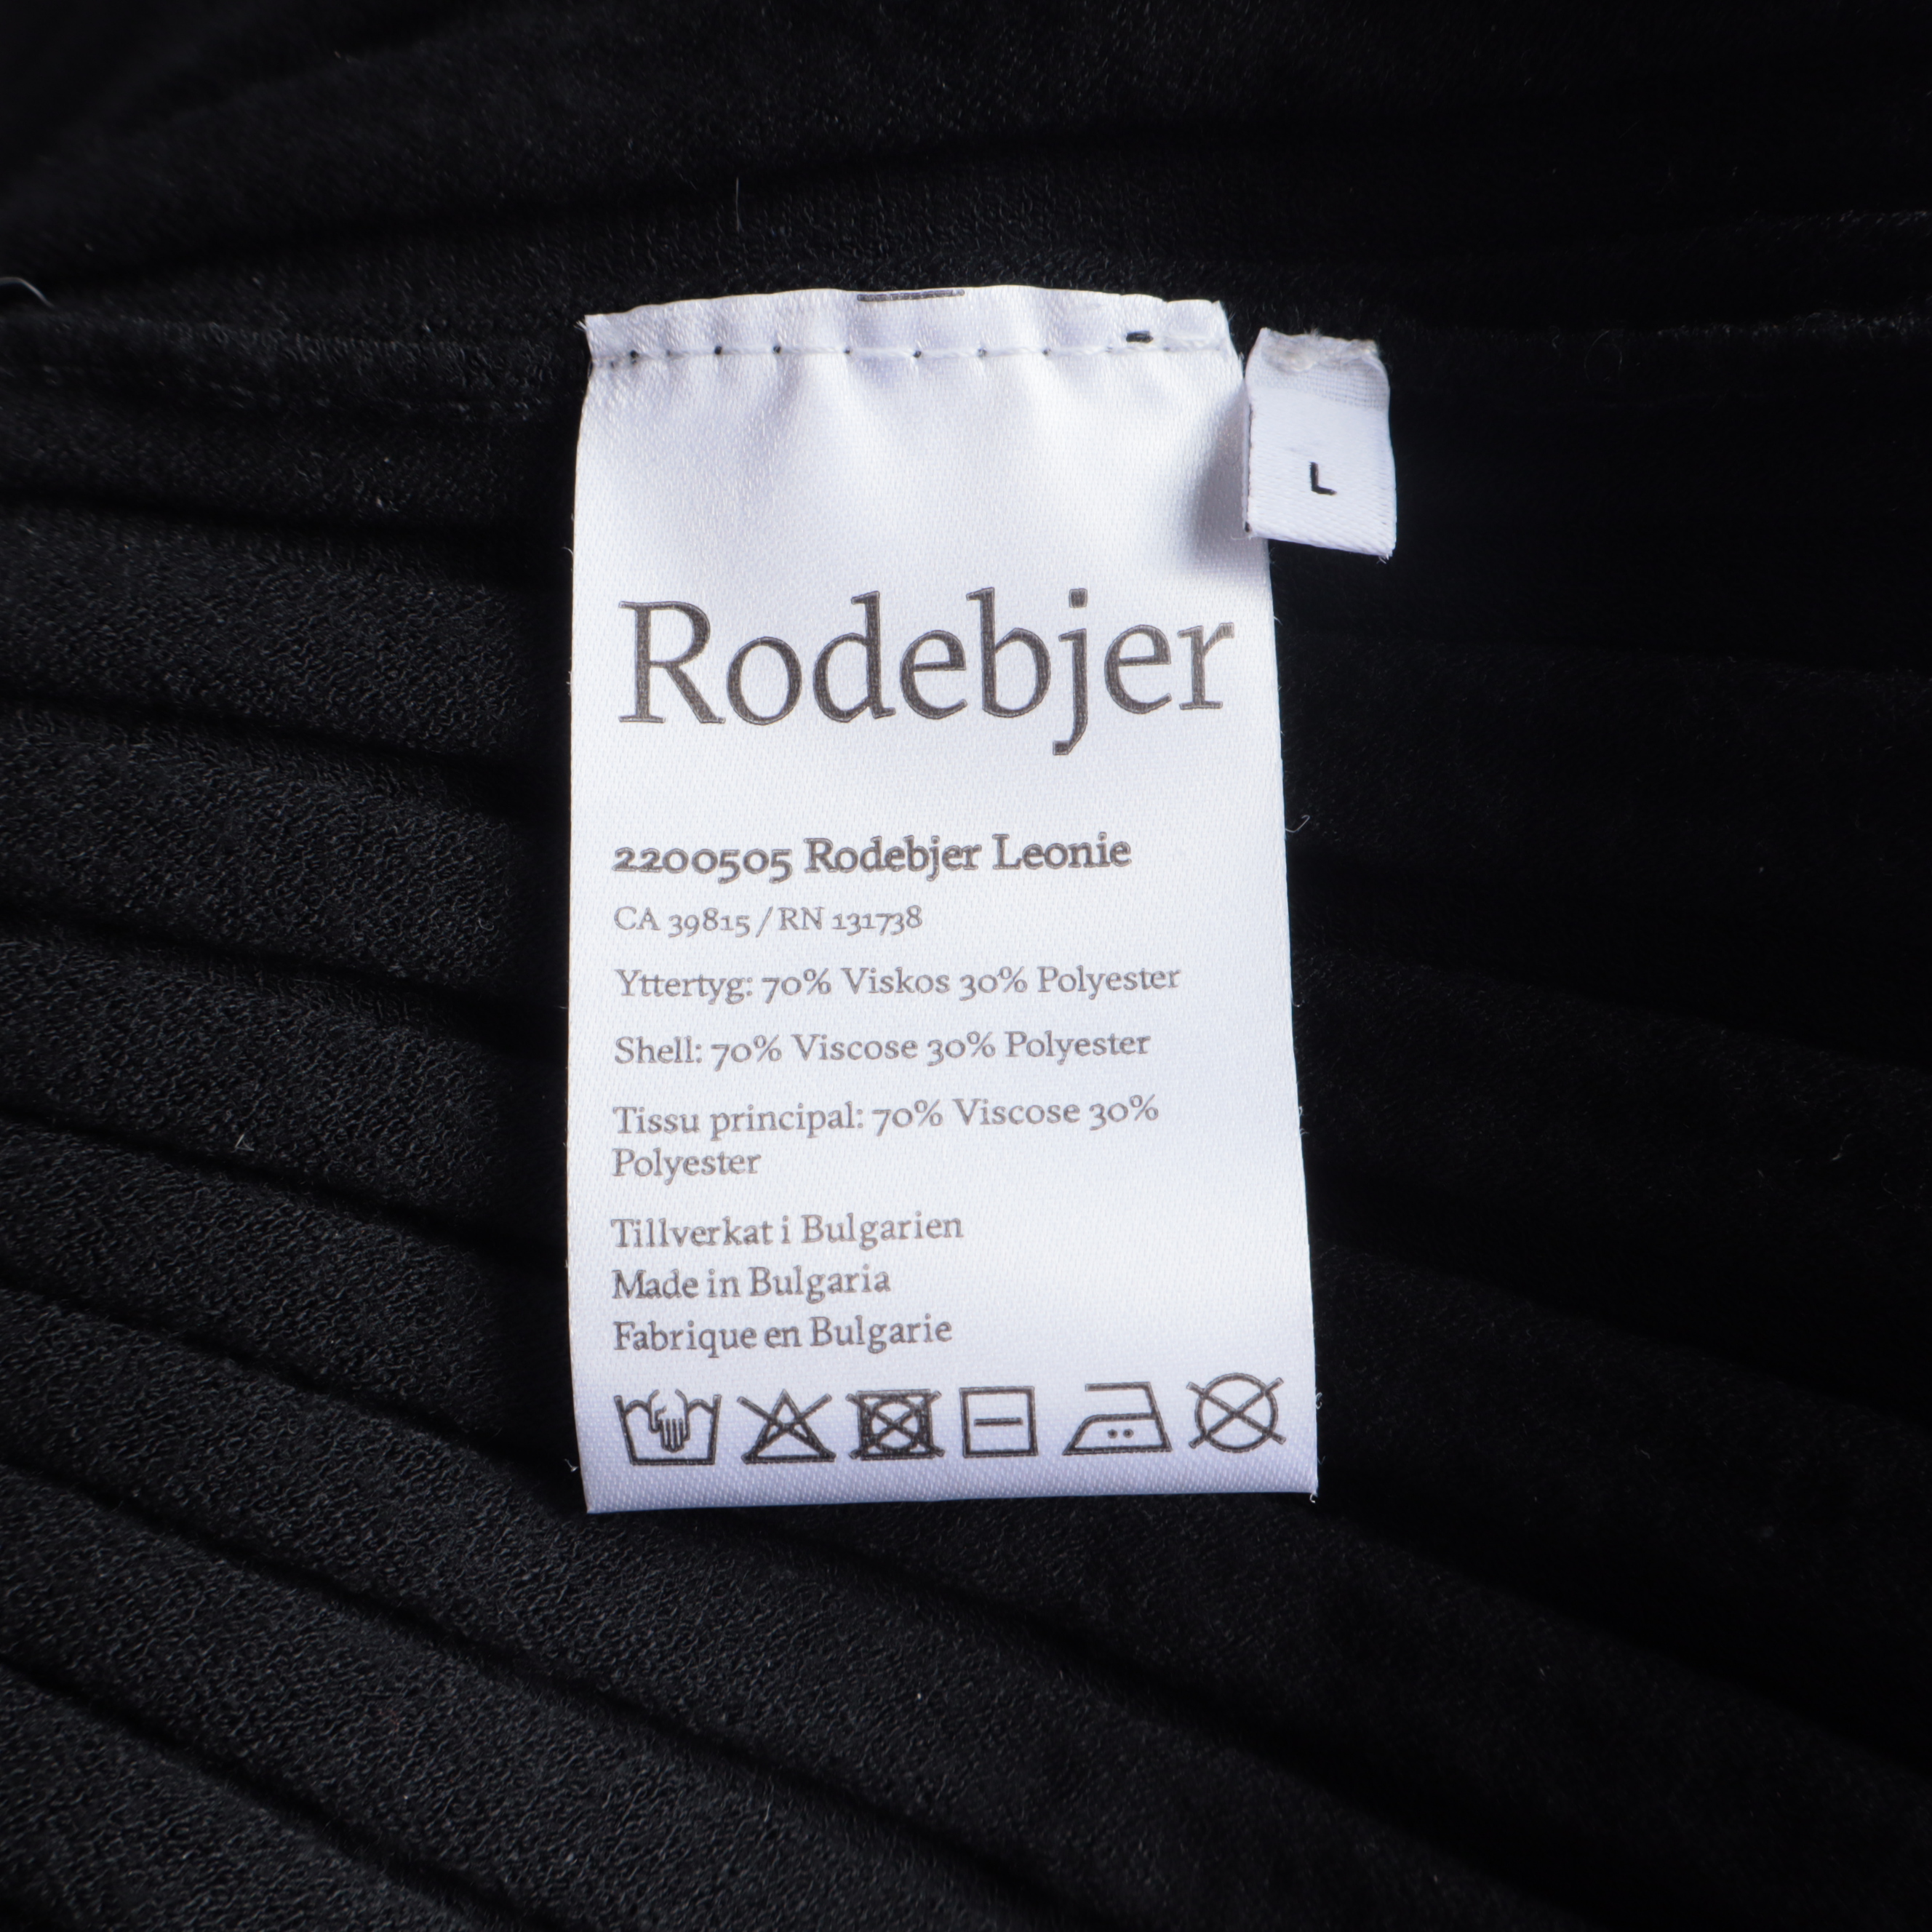 L
Rodebjer
2200505 Rodebjer Leonie
CA 39815 / RN 131738
Yttertyg: 70% Viskos 30% Polyester
Shell: 70% Viscose 30% Polyester
Tissu principal: 70% Viscose 30%
Polyester
Tillverkat i Bulgarien
Made in Bulgaria
Fabrique en Bulgarie